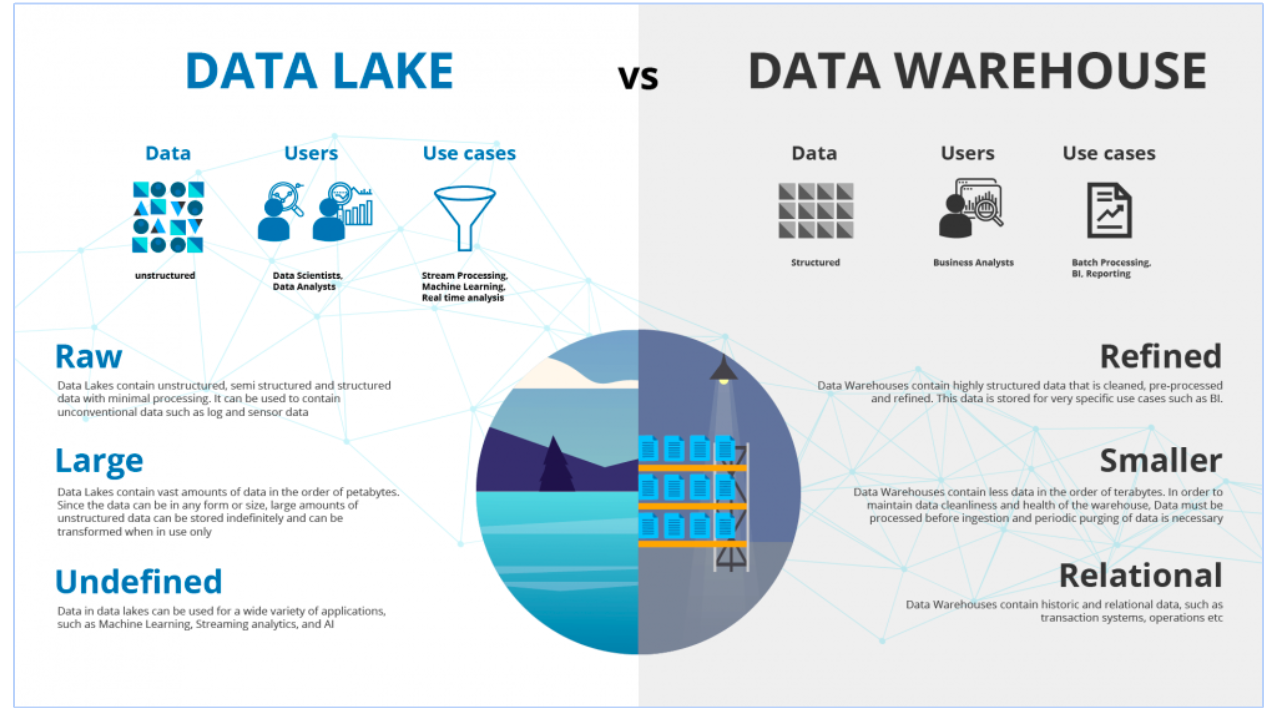 DATA LAKE
vs
DATA WAREHOUSE
Data
Users
Use cases
unstructured
Data Scientists,
Data Analysts
Stream Processing,
Machine Learning,
Real time analysis
Data
Users
Use cases
Structured
Business Analysts
Batch Processing,
BI, Reporting
Raw
Data Lakes contain unstructured, semi structured and structured
data with minimal processing. It can be used to contain
unconventional data such as log and sensor data
Large
Data Lakes contain vast amounts of data in the order of petabytes.
Since the data can be in any form or size, large amounts of
unstructured data can be stored indefinitely and can be
transformed when in use only
Undefined
Data in data lakes can be used for a wide variety of applications,
such as Machine Learning, Streaming analytics, and AI
Refined
Data Warehouses contain highly structured data that is cleaned, pre-processed
and refined. This data is stored for very specific use cases such as BI.
Smaller
Data Warehouses contain less data in the order of terabytes. In order to
maintain data cleanliness and health of the warehouse, Data must be
processed before ingestion and periodic purging of data is necessary
Relational
Data Warehouses contain historic and relational data, such as
transaction systems, operations etc